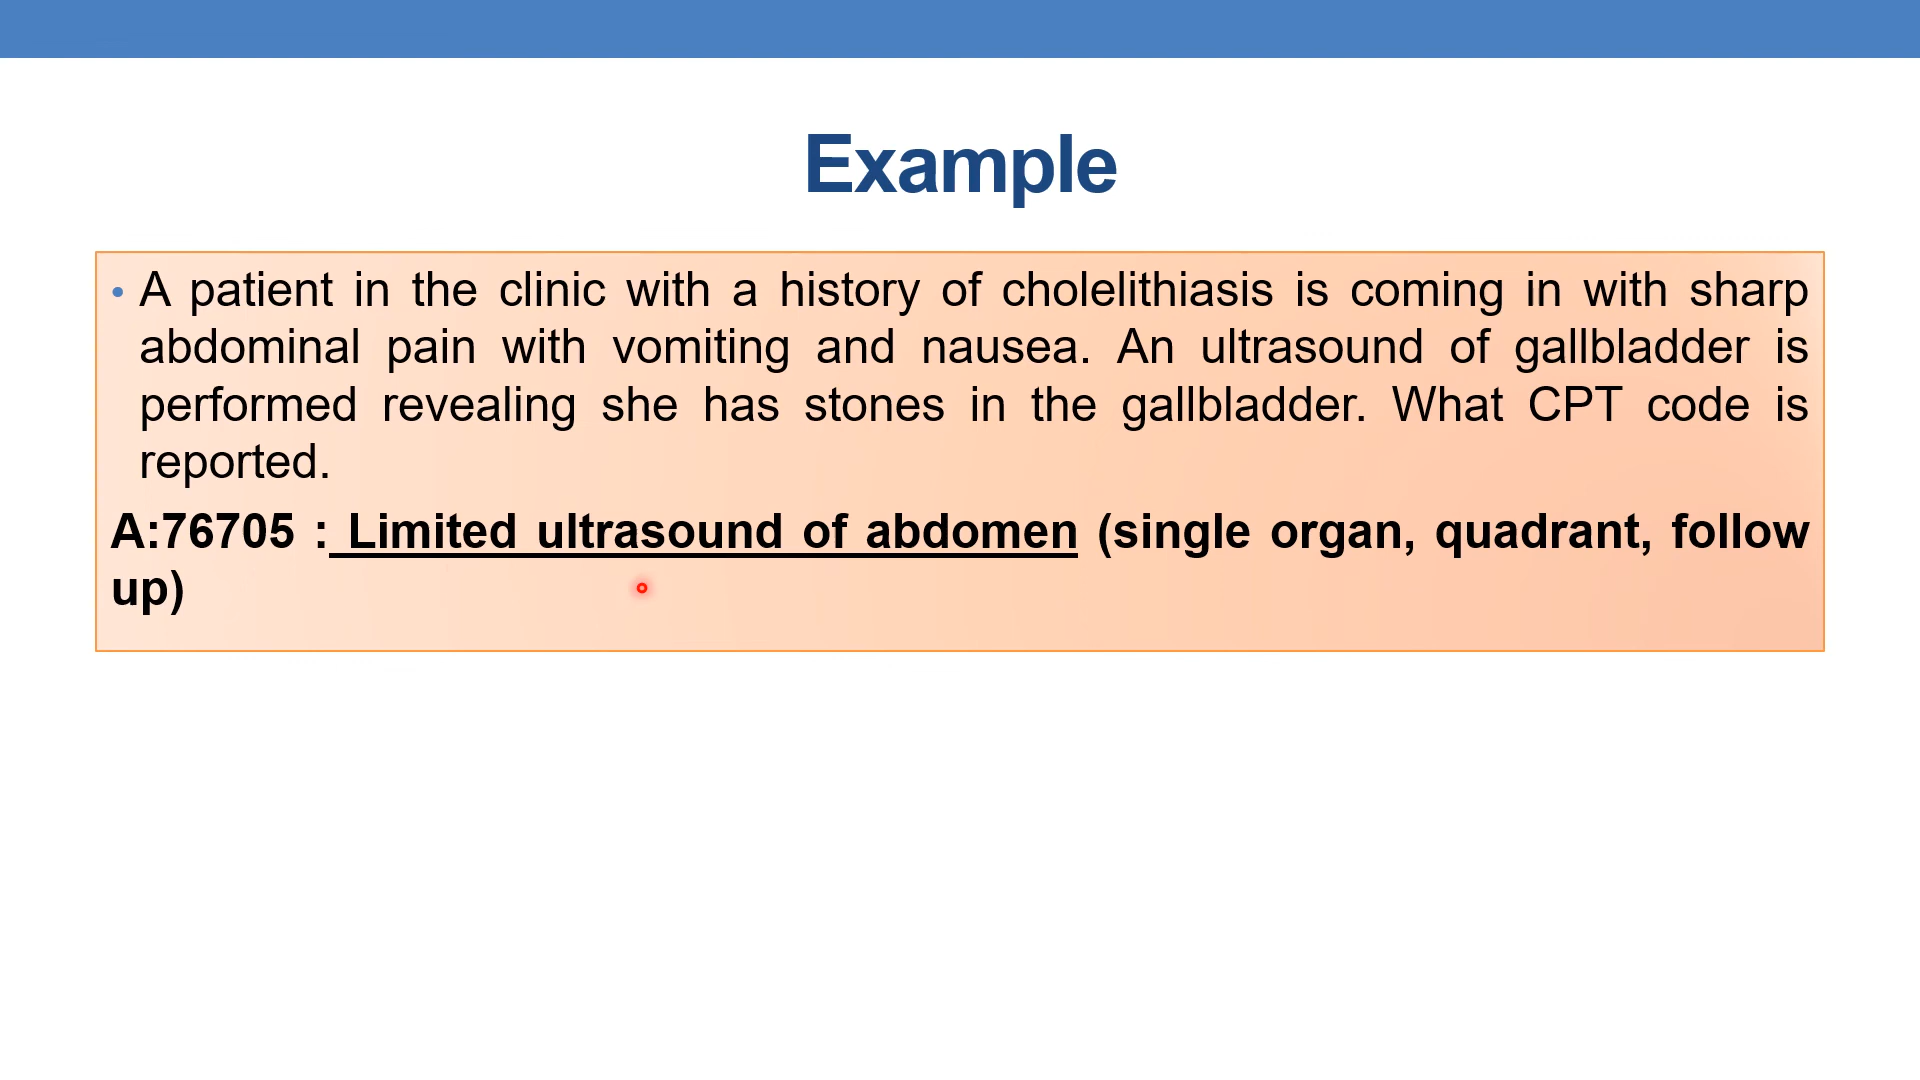 Example
• A patient in the clinic with a history of cholelithiasis is coming in with sharp
abdominal pain with vomiting and nausea. An ultrasound of gallbladder is
performed revealing she has stones in the gallbladder. What CPT code is
reported.
A:76705 : Limited ultrasound of abdomen (single organ, quadrant, follow
up)